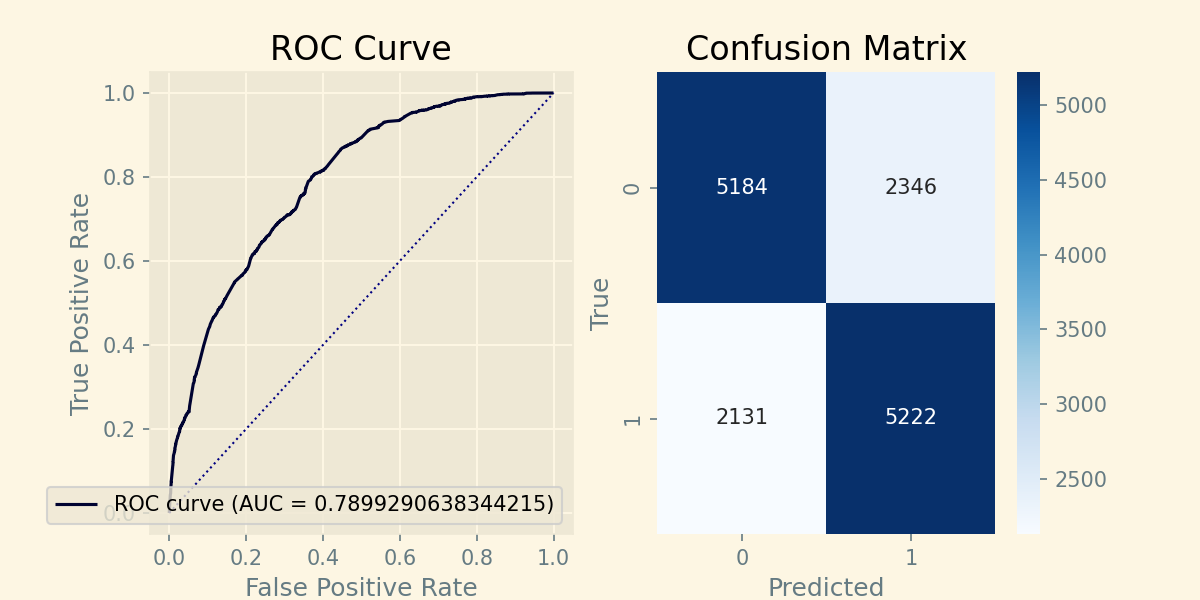 ROC Curve
True Positive Rate
1.0
0.8
0.6
0.4
0.2
0.0
ROC curve (AUC = 0.7899290638344215)
0.0 0.2 0.4 0.6 0.8 1.0
False Positive Rate
Confusion Matrix
True
0
1
5184 2346
2131 5222
0 1
Predicted
5000
4500
4000
3500
3000
2500